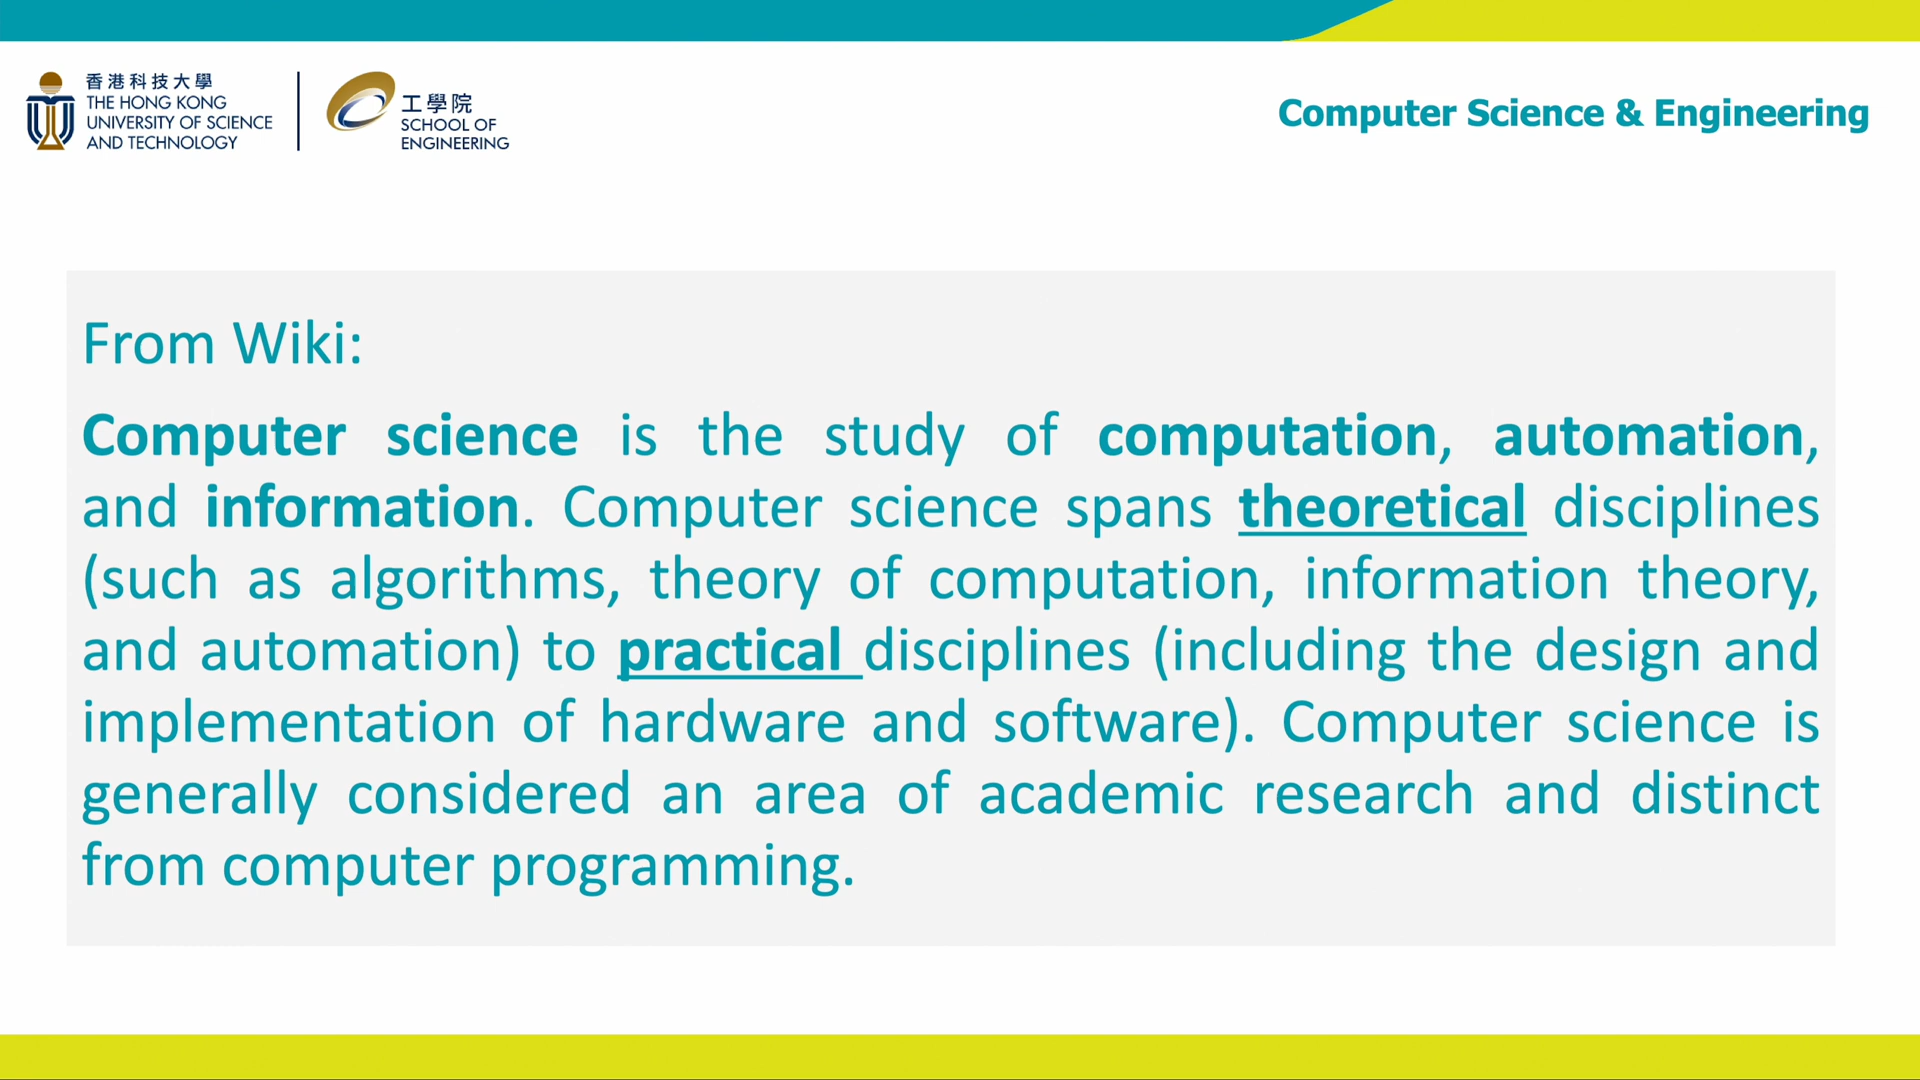 香港科技大學
THE HONG KONG
UNIVERSITY OF SCIENCE
AND TECHNOLOGY
工學院
SCHOOL OF
ENGINEERING
Computer Science & Engineering
From Wiki:
Computer science is the study of computation, automation,
and information. Computer science spans theoretical disciplines
(such as algorithms, theory of computation, information theory,
and automation) to practical disciplines (including the design and
implementation of hardware and software). Computer science is
generally considered an area of academic research and distinct
from computer programming.